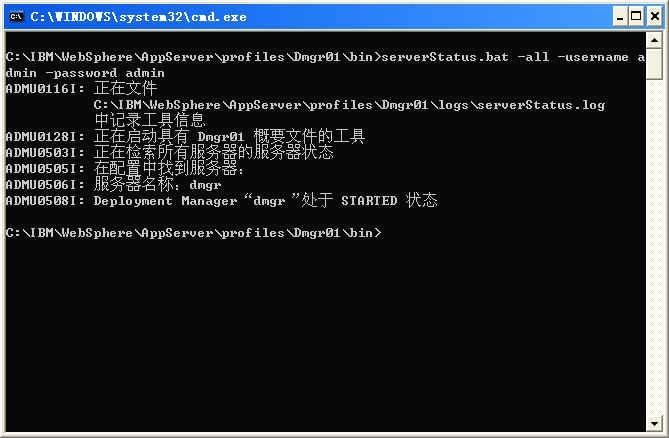 C:\WINDOWS\system32\cmd.exe
C:\IBM\WebSphere\AppServer\profiles\Dmgr01\bin>serverStatus.bat -all -username a
dmin -password admin
ADMU0116I: 正在文件
C:\IBM\WebSphere\AppServer\profiles\Dmgr01\logs\serverStatus.log
中记录工具信息
ADMU0128I: 正在启动具有 Dmgr01 概要文件的工具
ADMU0503I: 正在检索所有服务器的服务器状态
ADMU0505I: 在配置中找到服务器:
ADMU0506I: 服务器名称: dmgr
ADMU0508I: Deployment Manager “dmgr ”处于 STARTED 状态
C:\IBM\WebSphere\AppServer\profiles\Dmgr01\bin>